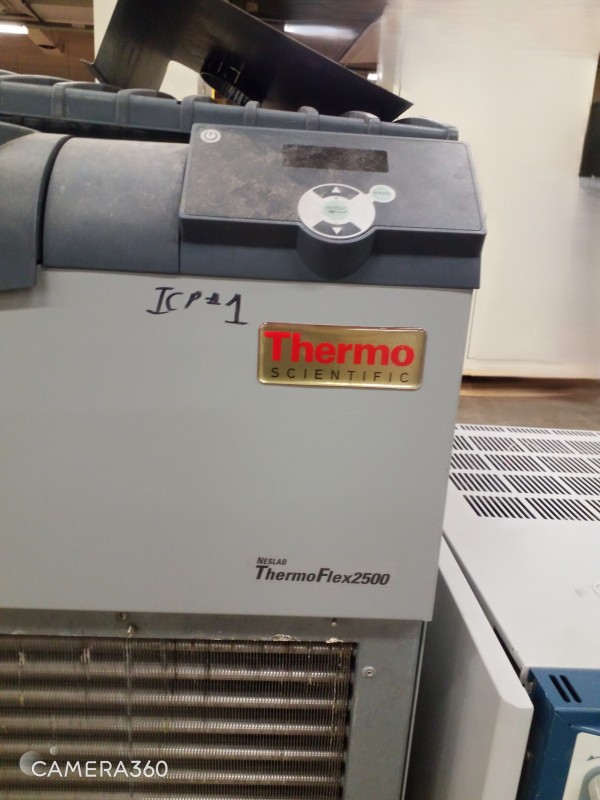 ICP#1
Thermo
SCIENTIFIC
NESLAB
ThermoFlex2500
CAMERA360